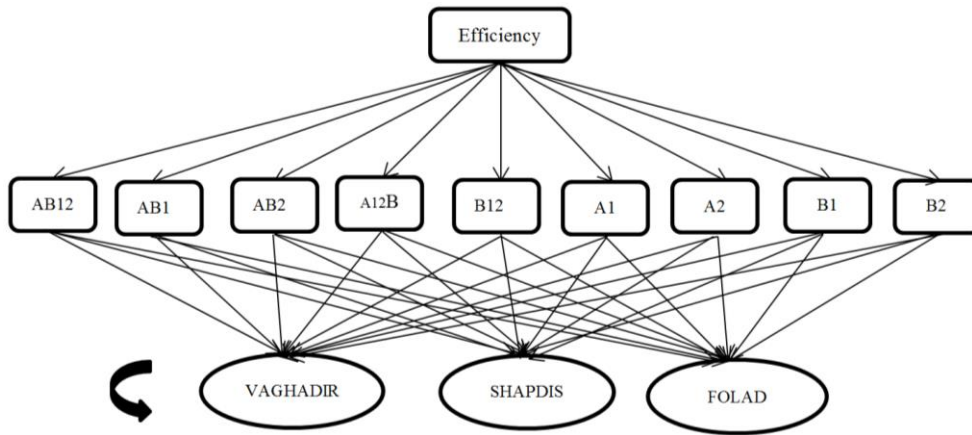 Efficiency
AB12
AB1
AB2
A12B
B12
A1
A2
B1
B2
VAGHADIR
SHAPDIS
FOLAD